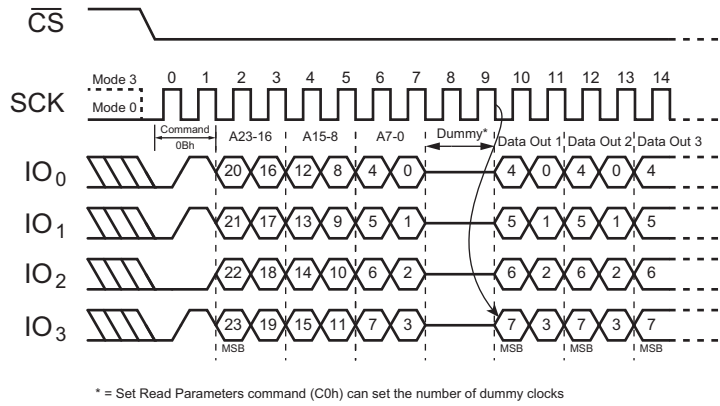 CS
Mode 3 0 1 2 3 4 5 6 7 8 9 10 11 12 13 14
SCK
Mode 0
Command A23-16 A15-8 A7-0 Dummy* Data Out 1 Data Out 2 Data Out 3
0Bh
IO0 20 16 12 8 4 0 4 0 4 0 4
IO1 21 17 13 9 5 1 5 1 5 1 5
IO2 22 18 14 10 6 2 6 2 6 2 6
IO3 23 19 15 11 7 3 7 3 7 3 7
MSB MSB MSB MSB
* = Set Read Parameters command (C0h) can set the number of dummy clocks